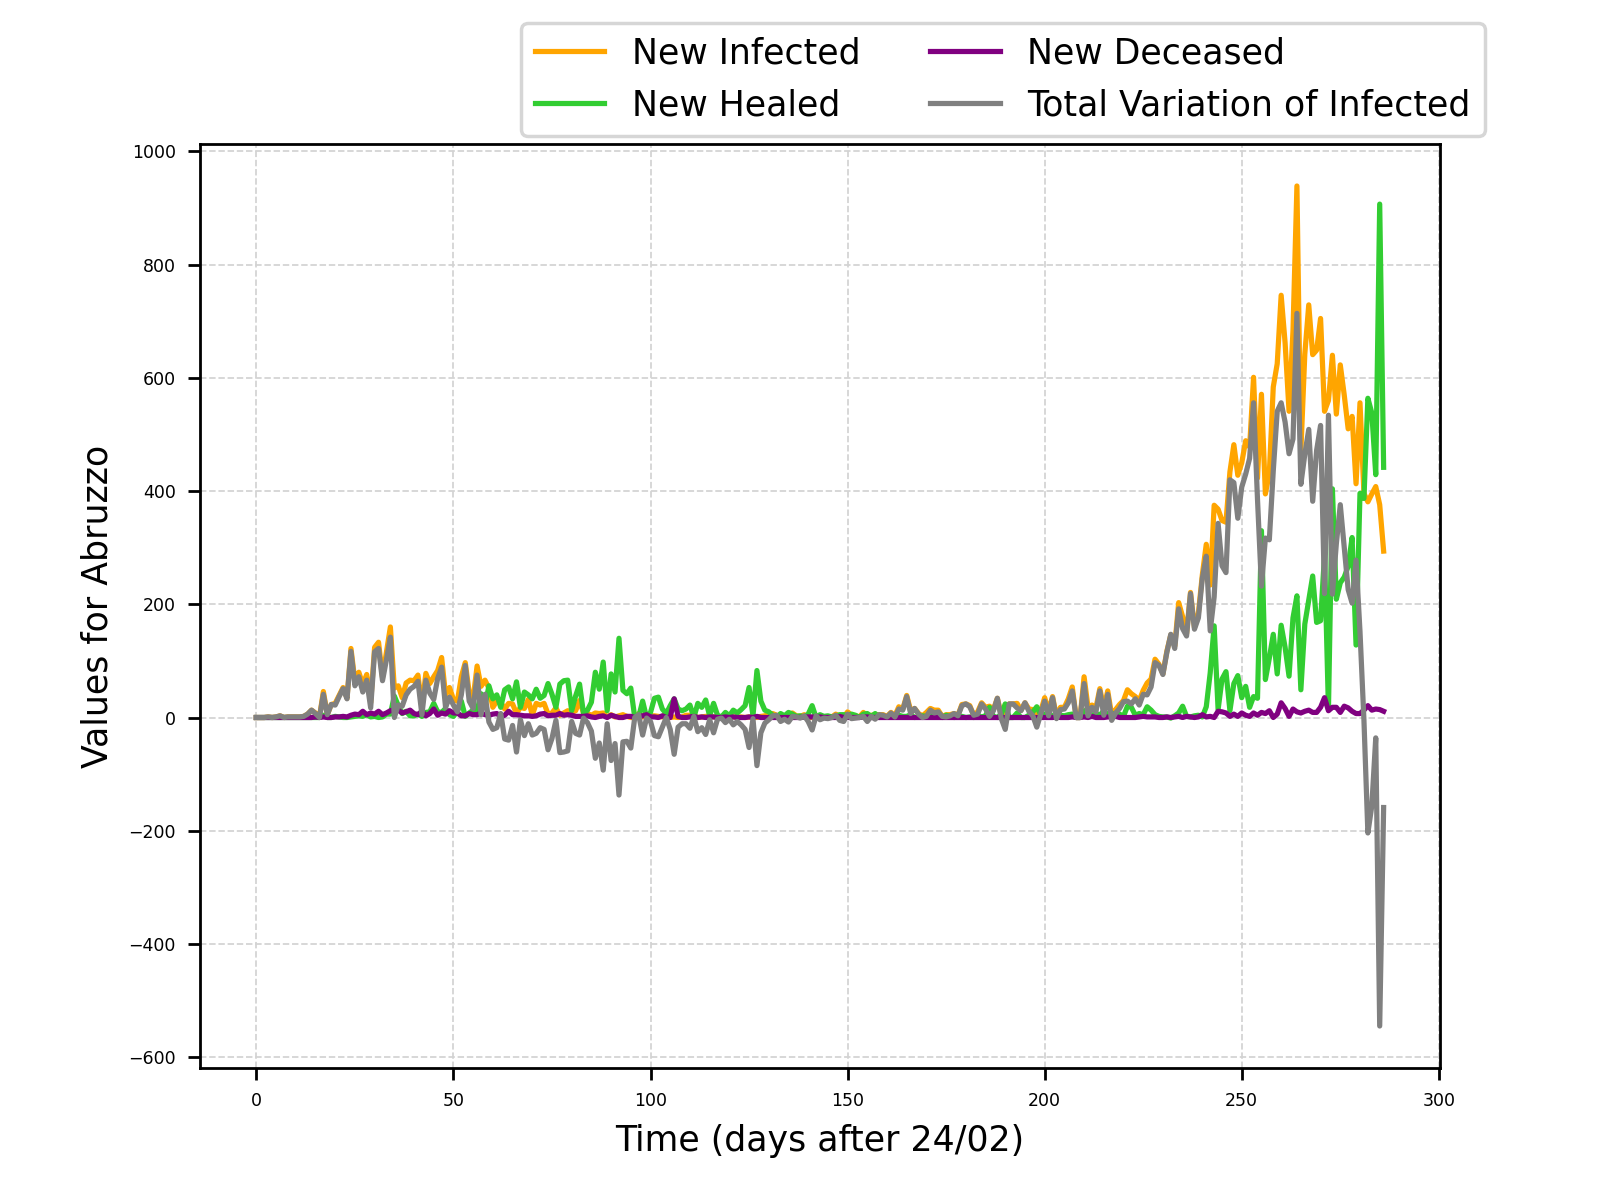 New Infected
New Healed
New Deceased
Total Variation of Infected
1000
800
600
400
200
0
−200
−400
−600
Values for Abruzzo
0 50 100 150 200 250 300
Time (days after 24/02)